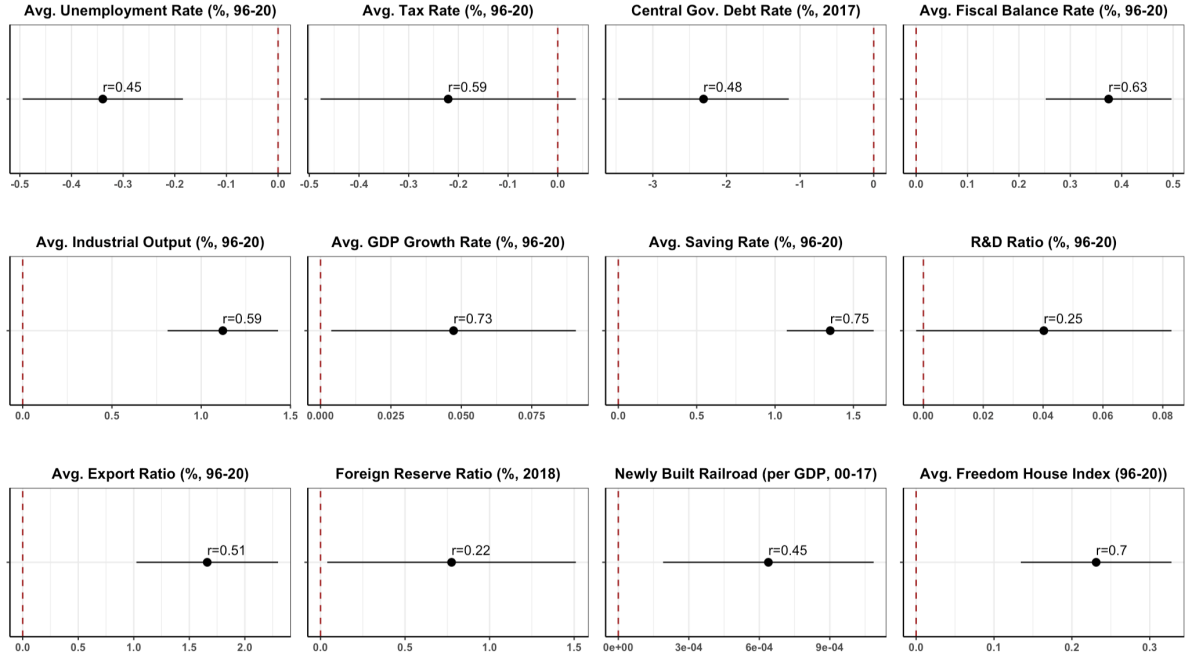 Avg. Unemployment Rate (%, 96-20)
r=0.45
-0.5 -0.4 -0.3 -0.2 -0.1 0.0
Avg. Tax Rate (%, 96-20)
r=0.59
-0.5 -0.4 -0.3 -0.2 -0.1 0.0
Central Gov. Debt Rate (%, 2017)
r=0.48
-3 -2 -1 0
Avg. Fiscal Balance Rate (%, 96-20)
r=0.63
0.0 0.1 0.2 0.3 0.4 0.5
Avg. Industrial Output (%, 96-20)
r=0.59
0.0 0.5 1.0 1.5
Avg. GDP Growth Rate (%, 96-20)
r=0.73
0.000 0.025 0.050 0.075
Avg. Saving Rate (%, 96-20)
r=0.75
0.0 0.5 1.0 1.5
R&D Ratio (%, 96-20)
r=0.25
0.00 0.02 0.04 0.06 0.08
Avg. Export Ratio (%, 96-20)
r=0.51
0.0 0.5 1.0 1.5 2.0
Foreign Reserve Ratio (%, 2018)
r=0.22
0.0 0.5 1.0 1.5
Newly Built Railroad (per GDP, 00-17)
r=0.45
0e+00 3e-04 6e-04 9e-04
Avg. Freedom House Index (96-20))
r=0.7
0.0 0.1 0.2 0.3